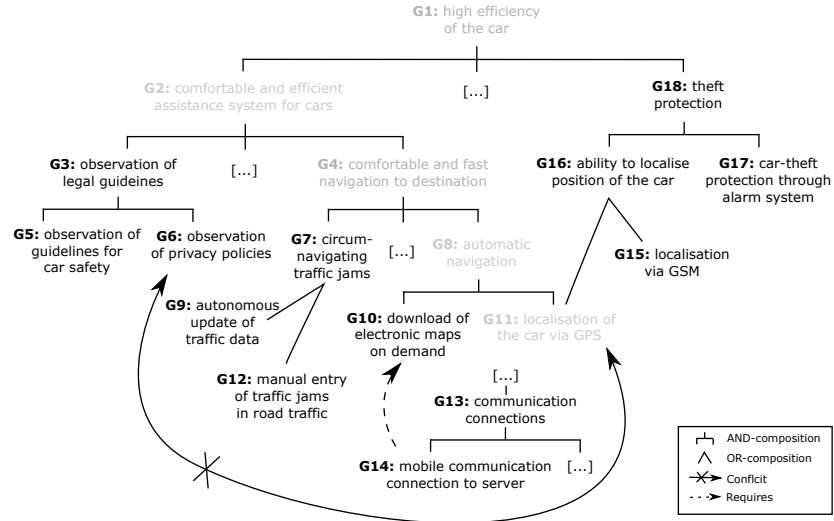 G1: high efficiency
of the car
G2: comfortable and efficient
assistance system for cars
[...]
G18: theft
protection
G3: observation of
legal guideines
[...]
G4: comfortable and fast
navigation to destination
G16: ability to localise
position of the car
G17: car-theft
protection through
alarm system
G5: observation of
guidelines for
car safety
G6: observation
of privacy policies
G7: circum-
navigating
traffic jams
[...]
G8: automatic
navigation
G15: localisation
via GSM
G9: autonomous
update of
traffic data
G10: download of
electronic maps
on demand
G11: localisation of
the car via GPS
G12: manual entry
of traffic jams
in road traffic
[...]
G13: communication
connections
G14: mobile communication
connection to server
[...]
AND-composition
OR-composition
Conflcit
Requires